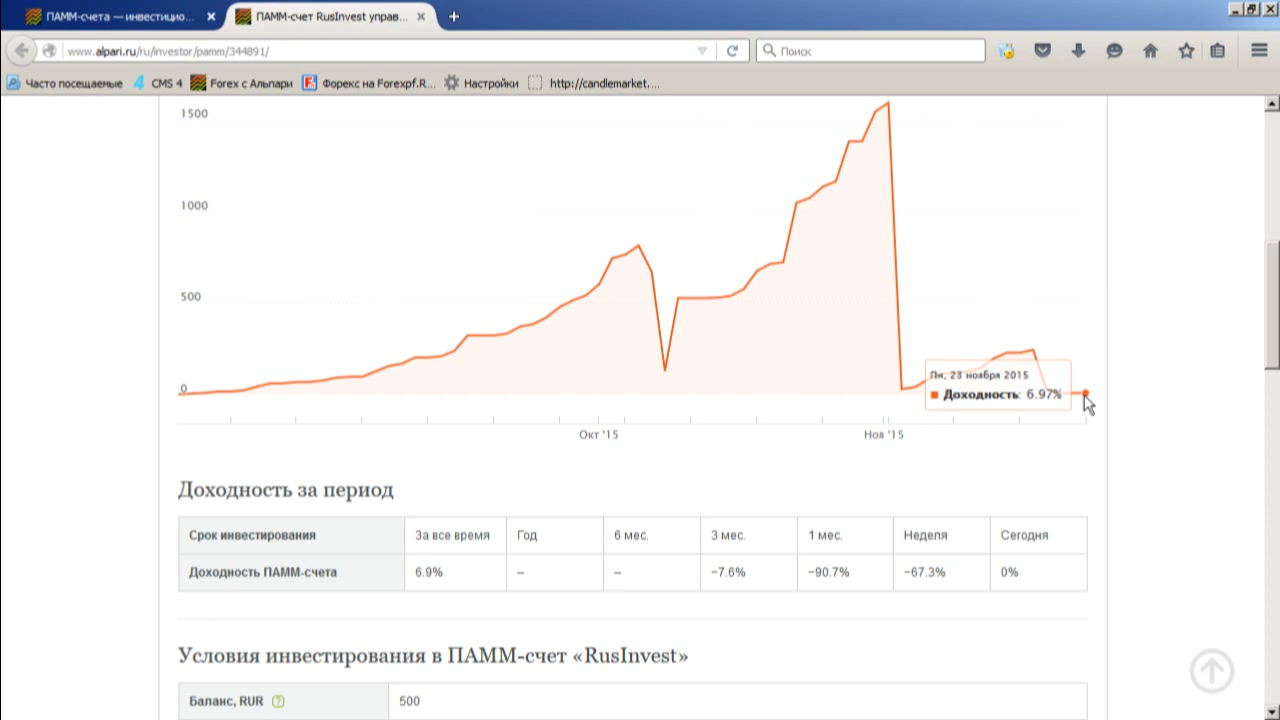 ПАММ-счета — инвестицио...
ПАММ-счет RusInvest управ...
www.alpari.ru/ru/investor/pamm/344891/
Поиск
Часто посещаемые
CMS 4
Forex с Альпари
Форекс на Forexpf.R...
Настройки
http://candlemarket....
1500
1000
500
0
Пн, 23 ноября 2015
Доходность: 6.97%
Окт '15
Ноя '15
Доходность за период
Срок инвестирования За все время Год 6 мес. 3 мес. 1 мес. Неделя Сегодня
Доходность ПАММ-счета 6.9% – – −7.6% −90.7% −67.3% 0%
Условия инвестирования в ПАММ-счет «RusInvest»
Баланс, RUR ? 500